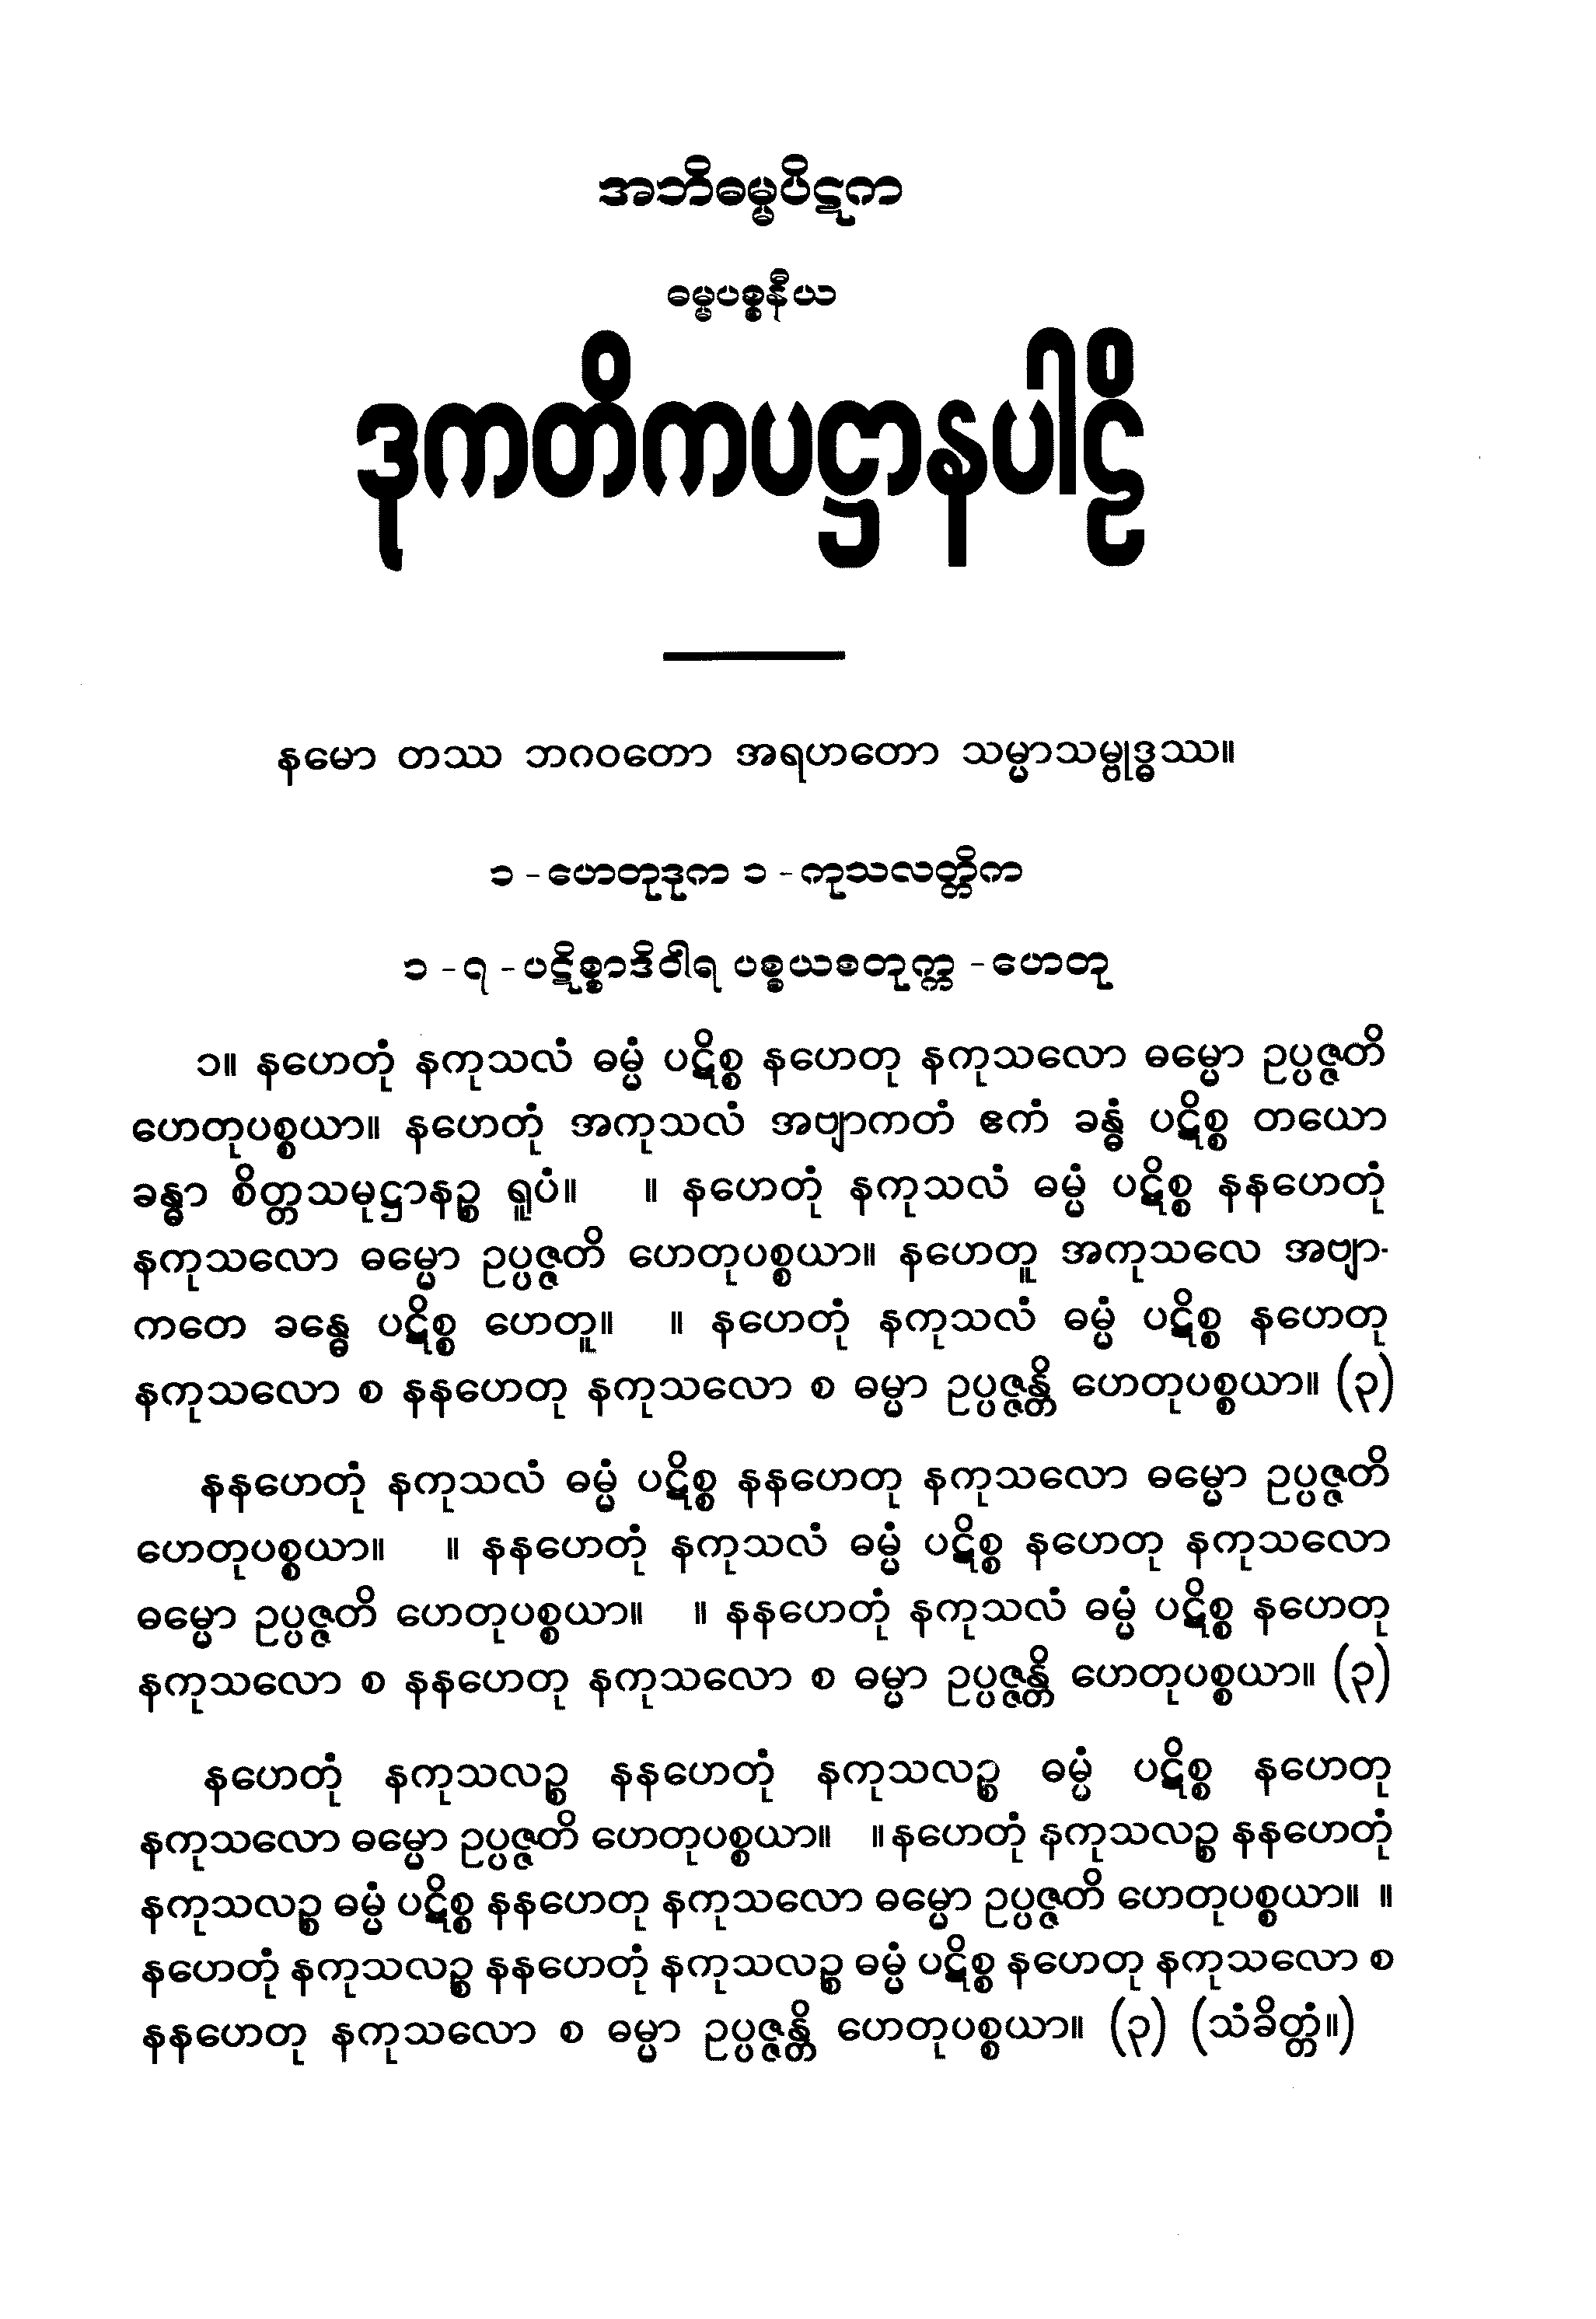 အဘိဓမ္မပိဋက
ဓမ္မပစ္စနီယ
ဒုကတိကပဋ္ဌာနပါဠိ
နမော တဿ ဘဂဝတော အရဟတော သမ္မာသမ္ဗုဒ္ဓဿ။
၁ - ဟေတုဒုက ၁ - ကုသလတ္တိက
၁ - ၇ - ပဋိစ္စာဒိဝါရ ပစ္စယစတုက္က - ဟေတု
၁။ နဟေတုံ နကုသလံ ဓမ္မံ ပဋိစ္စ နဟေတု နကုသလော ဓမ္မော ဥပ္ပဇ္ဇတိ
ဟေတုပစ္စယာ။ နဟေတုံ အကုသလံ အဗျာကတံ ဧကံ ခန္ဓံ ပဋိစ္စ တယော
ခန္ဓာ စိတ္တသမုဋ္ဌာနဉ္စ ရူပံ။ ။ နဟေတုံ နကုသလံ ဓမ္မံ ပဋိစ္စ နနဟေတုံ
နကုသလော ဓမ္မော ဥပ္ပဇ္ဇတိ ဟေတုပစ္စယာ။ နဟေတူ အကုသလေ အဗျာ-
ကတေ ခန္ဓေ ပဋိစ္စ ဟေတူ။ ။ နဟေတုံ နကုသလံ ဓမ္မံ ပဋိစ္စ နဟေတု
နကုသလော စ နနဟေတု နကုသလော စ ဓမ္မာ ဥပ္ပဇ္ဇန္တိ ဟေတုပစ္စယာ။ (၃)
နနဟေတုံ နကုသလံ ဓမ္မံ ပဋိစ္စ နနဟေတု နကုသလော ဓမ္မော ဥပ္ပဇ္ဇတိ
ဟေတုပစ္စယာ။ ။ နနဟေတုံ နကုသလံ ဓမ္မံ ပဋိစ္စ နဟေတု နကုသလော
ဓမ္မော ဥပ္ပဇ္ဇတိ ဟေတုပစ္စယာ။ ။ နနဟေတုံ နကုသလံ ဓမ္မံ ပဋိစ္စ နဟေတု
နကုသလော စ နနဟေတု နကုသလော စ ဓမ္မာ ဥပ္ပဇ္ဇန္တိ ဟေတုပစ္စယာ။ (၃)
နဟေတုံ နကုသလဉ္စ နနဟေတုံ နကုသလဉ္စ ဓမ္မံ ပဋိစ္စ နဟေတု
နကုသလော ဓမ္မော ဥပ္ပဇ္ဇတိ ဟေတုပစ္စယာ။ ။ နဟေတုံ နကုသလဉ္စ နနဟေတုံ
နကုသလဉ္စ ဓမ္မံ ပဋိစ္စ နနဟေတု နကုသလော ဓမ္မော ဥပ္ပဇ္ဇတိ ဟေတုပစ္စယာ။ ။
နဟေတုံ နကုသလဉ္စ နနဟေတုံ နကုသလဉ္စ ဓမ္မံ ပဋိစ္စ နဟေတု နကုသလော စ
နနဟေတု နကုသလော စ ဓမ္မာ ဥပ္ပဇ္ဇန္တိ ဟေတုပစ္စယာ။ (၃) (သံခိတ္တံ။)